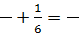 − + 1/6 = −